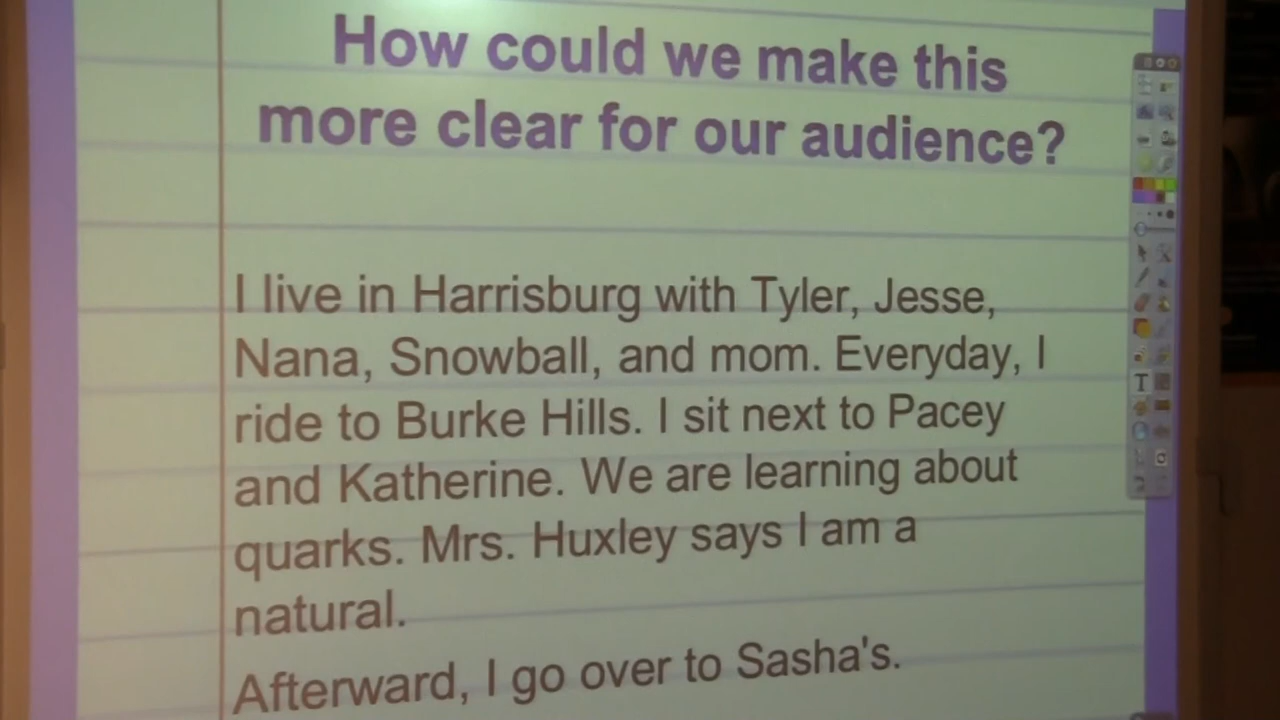 How could we make this
more clear for our audience?
I live in Harrisburg with Tyler, Jesse,
Nana, Snowball, and mom. Everyday, I
ride to Burke Hills. I sit next to Pacey
and Katherine. We are learning about
quarks. Mrs. Huxley says I am a
natural.
Afterward, I go over to Sasha's.